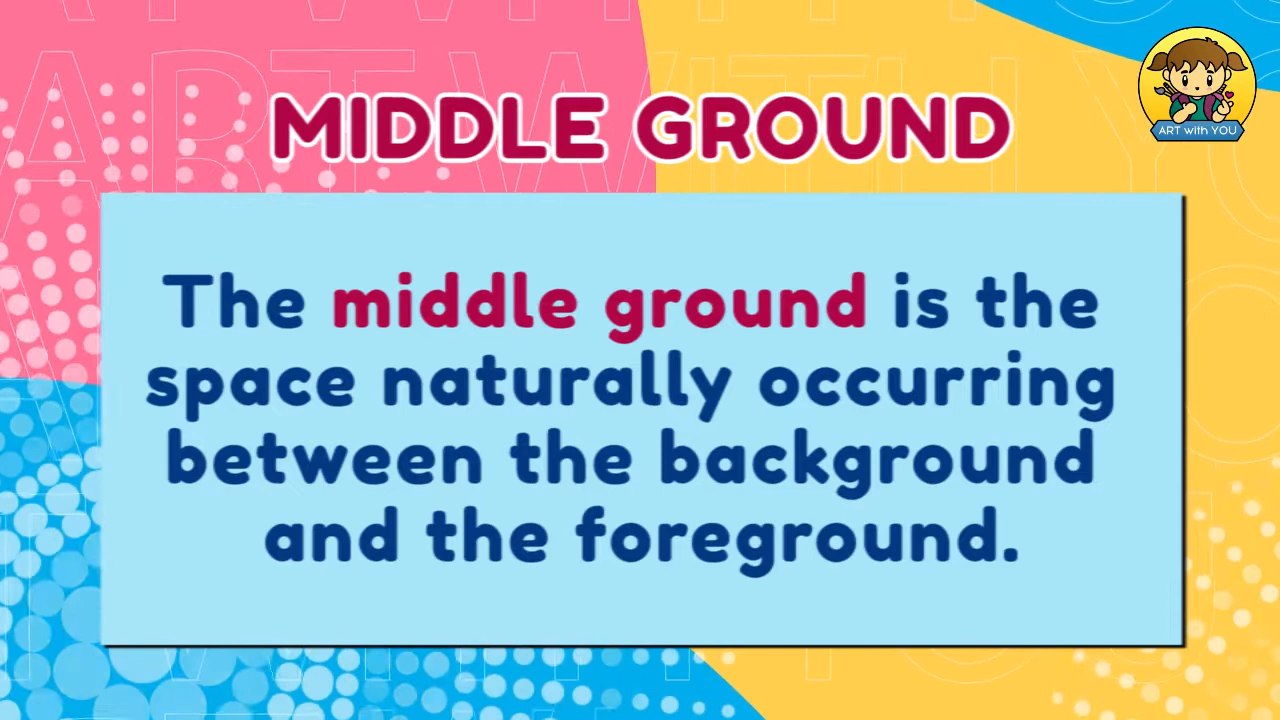 MIDDLE GROUND
ART with YOU
The middle ground is the
space naturally occurring
between the background
and the foreground.